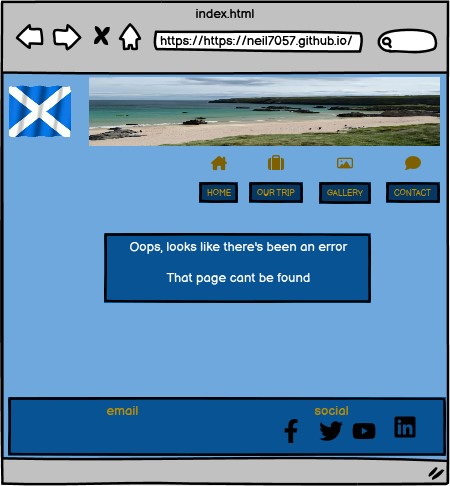 index.html
https://https://neil7057.github.io/
HOME
OUR TRIP
GALLERY
CONTACT
Oops, looks like there's been an error
That page cant be found
email
social